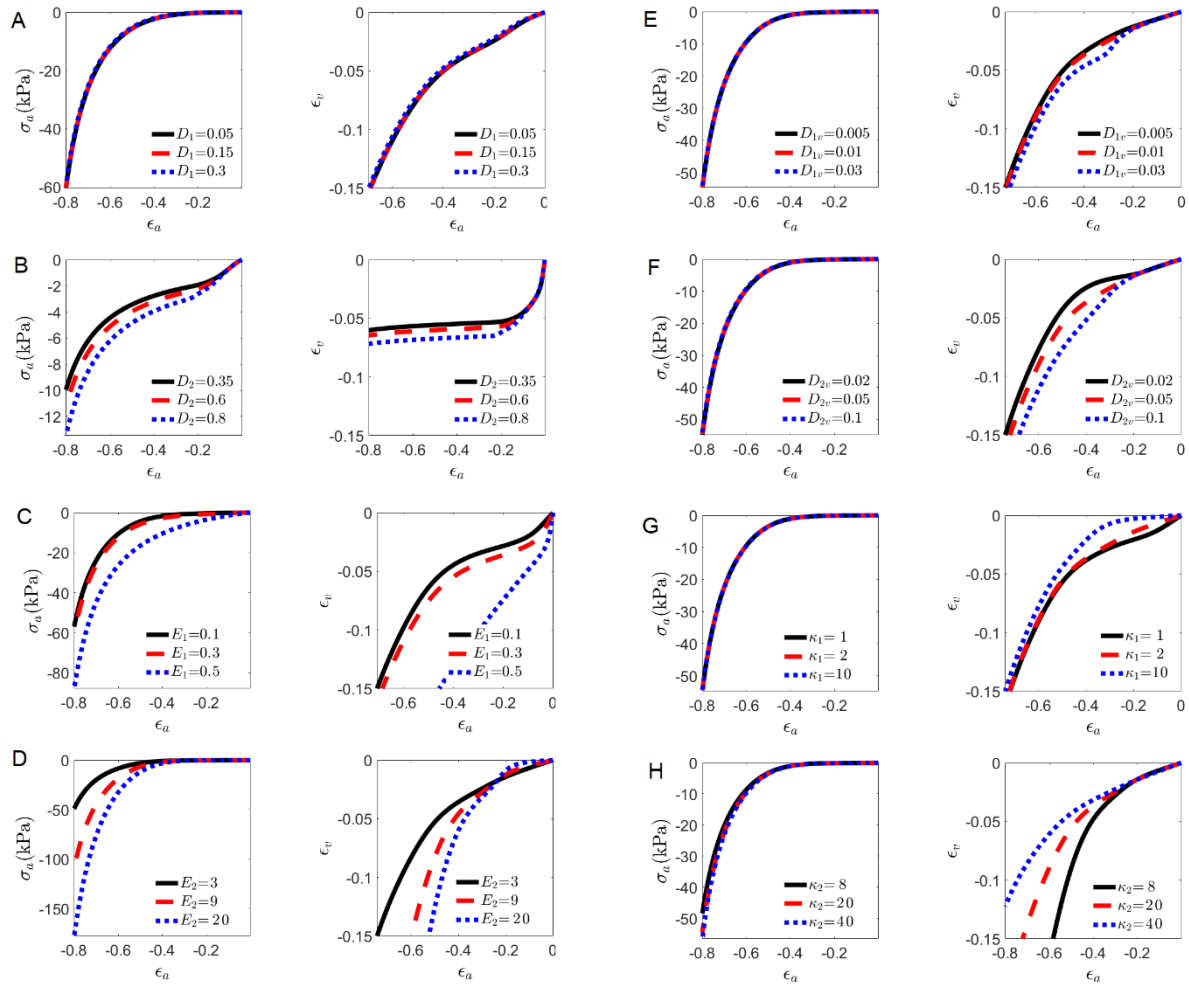 A
0
-20
-40
-60
σₐ(kPa)
D₁=0.05
D₁=0.15
D₁=0.3
-0.8 -0.6 -0.4 -0.2
ϵₐ
0
-0.05
-0.1
-0.15
ϵᵥ
D₁=0.05
D₁=0.15
D₁=0.3
-0.6 -0.4 -0.2 0
ϵₐ
B
0
-2
-4
-6
-8
-10
-12
σₐ(kPa)
D₂=0.35
D₂=0.6
D₂=0.8
-0.8 -0.6 -0.4 -0.2
ϵₐ
0
-0.05
-0.1
-0.15
ϵᵥ
D₂=0.35
D₂=0.6
D₂=0.8
-0.8 -0.6 -0.4 -0.2 0
ϵₐ
C
0
-20
-40
-60
-80
σₐ(kPa)
E₁=0.1
E₁=0.3
E₁=0.5
-0.8 -0.6 -0.4 -0.2
ϵₐ
0
-0.05
-0.1
-0.15
ϵᵥ
E₁=0.1
E₁=0.3
E₁=0.5
-0.6 -0.4 -0.2 0
ϵₐ
D
0
-50
-100
-150
σₐ(kPa)
E₂=3
E₂=9
E₂=20
-0.8 -0.6 -0.4 -0.2
ϵₐ
0
-0.05
-0.1
-0.15
ϵᵥ
E₂=3
E₂=9
E₂=20
-0.6 -0.4 -0.2 0
ϵₐ
E
0
-10
-20
-30
-40
-50
σₐ(kPa)
D₁ᵥ=0.005
D₁ᵥ=0.01
D₁ᵥ=0.03
-0.8 -0.6 -0.4 -0.2
ϵₐ
0
-0.05
-0.1
-0.15
ϵᵥ
D₁ᵥ=0.005
D₁ᵥ=0.01
D₁ᵥ=0.03
-0.6 -0.4 -0.2 0
ϵₐ
F
0
-10
-20
-30
-40
-50
σₐ(kPa)
D₂ᵥ=0.02
D₂ᵥ=0.05
D₂ᵥ=0.1
-0.8 -0.6 -0.4 -0.2
ϵₐ
0
-0.05
-0.1
-0.15
ϵᵥ
D₂ᵥ=0.02
D₂ᵥ=0.05
D₂ᵥ=0.1
-0.6 -0.4 -0.2 0
ϵₐ
G
0
-10
-20
-30
-40
-50
σₐ(kPa)
κ₁= 1
κ₁= 2
κ₁= 10
-0.8 -0.6 -0.4 -0.2
ϵₐ
0
-0.05
-0.1
-0.15
ϵᵥ
κ₁= 1
κ₁= 2
κ₁= 10
-0.6 -0.4 -0.2 0
ϵₐ
H
0
-10
-20
-30
-40
-50
σₐ(kPa)
κ₂= 8
κ₂= 20
κ₂= 40
-0.8 -0.6 -0.4 -0.2
ϵₐ
0
-0.05
-0.1
-0.15
ϵᵥ
κ₂= 8
κ₂= 20
κ₂= 40
-0.8 -0.6 -0.4 -0.2 0
ϵₐ